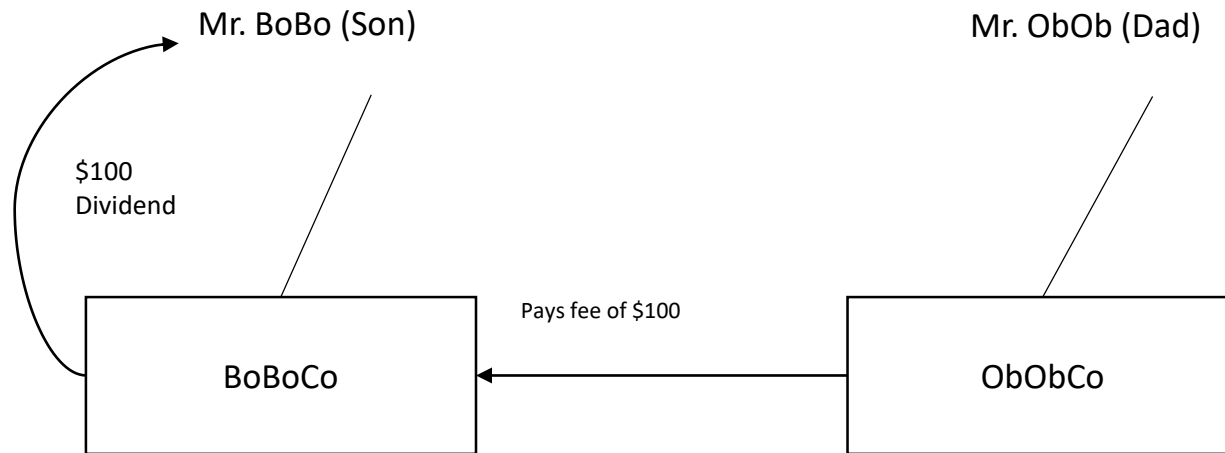 Mr. BoBo (Son)
Mr. ObOb (Dad)
$100
Dividend
Pays fee of $100
BoBoCo
ObObCo